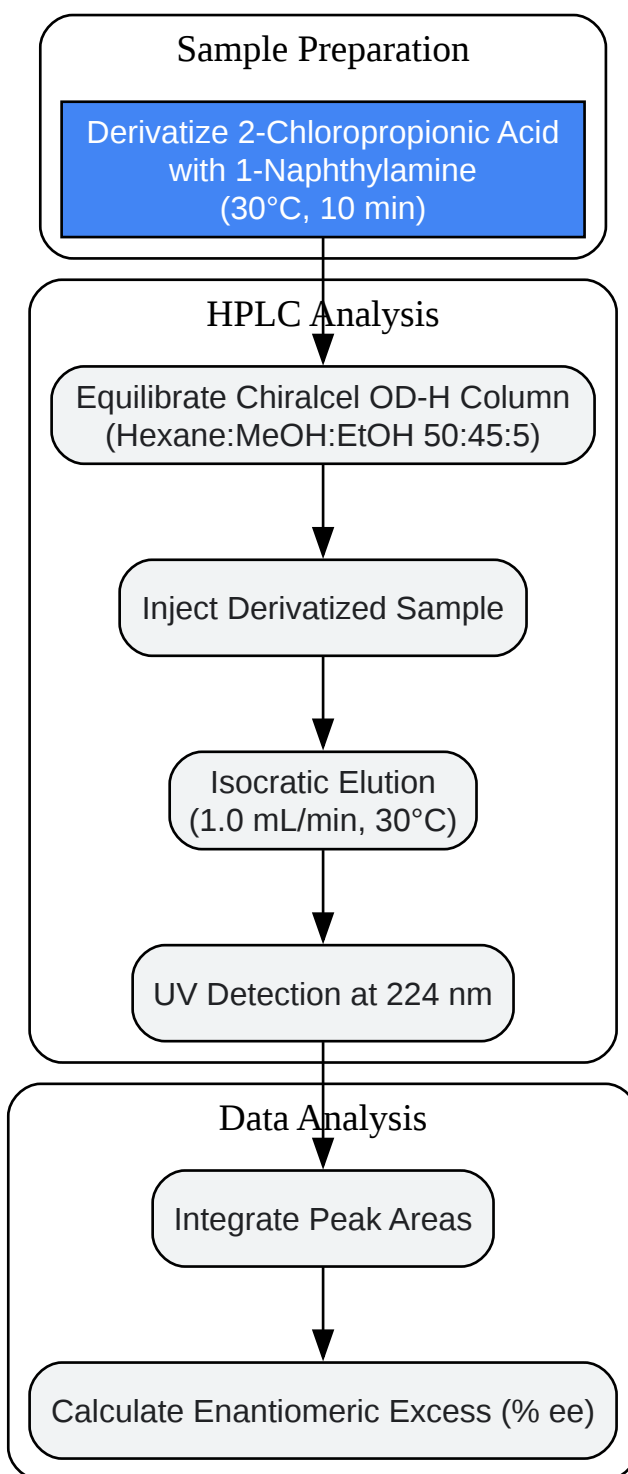 Sample Preparation
Derivatize 2-Chloropropionic Acid
with 1-Naphthylamine
(30°C, 10 min)
HPLC Analysis
Equilibrate Chiralcel OD-H Column
(Hexane:MeOH:EtOH 50:45:5)
Inject Derivatized Sample
Isocratic Elution
(1.0 mL/min, 30°C)
UV Detection at 224 nm
Data Analysis
Integrate Peak Areas
Calculate Enantiomeric Excess (% ee)